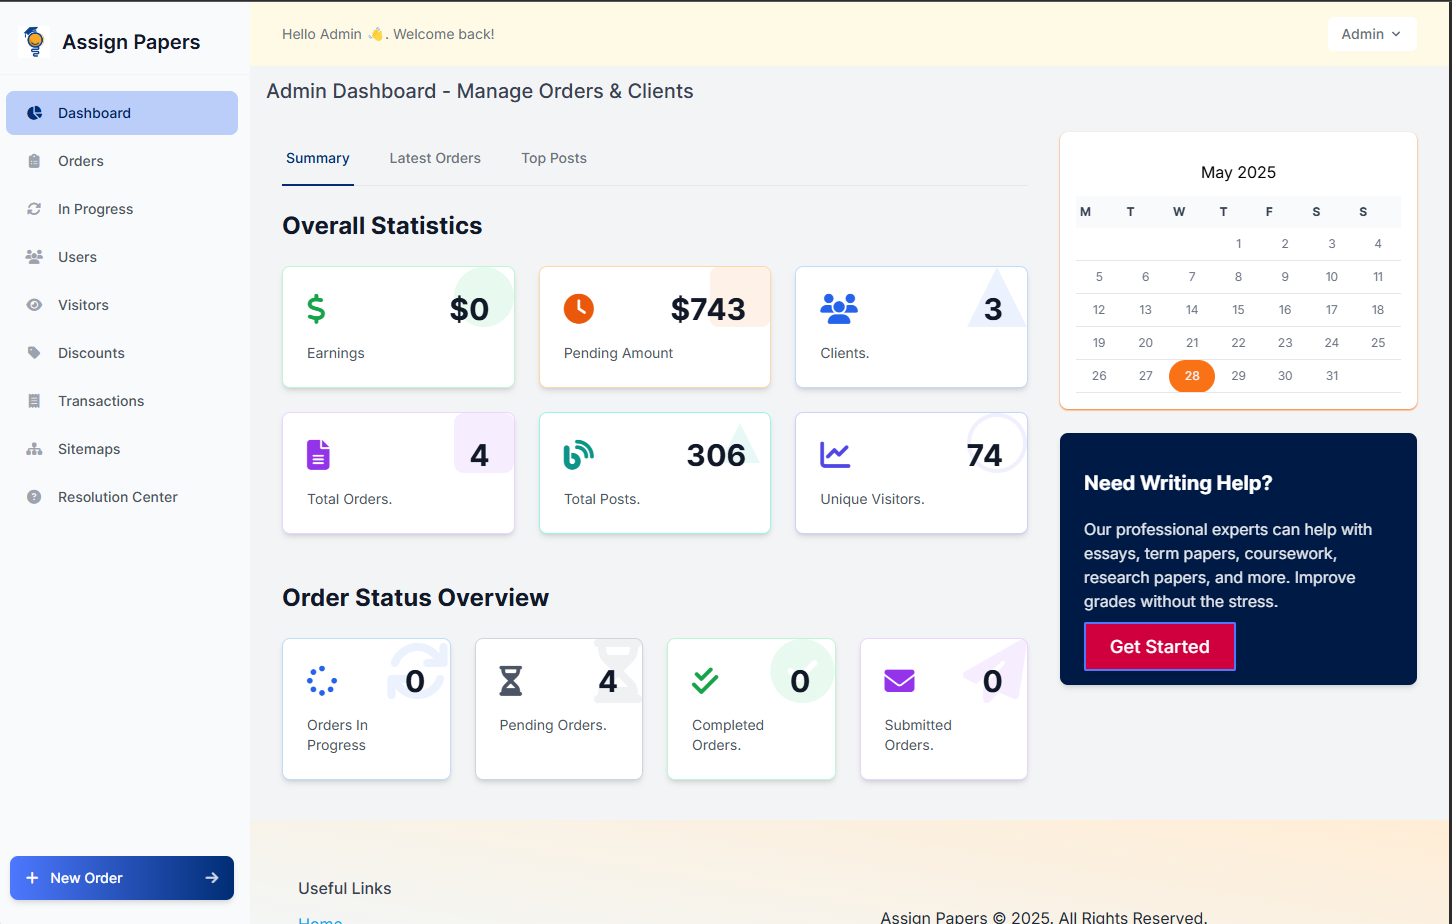 Assign Papers
Hello Admin 👋. Welcome back!
Admin
Dashboard
Orders
In Progress
Users
Visitors
Discounts
Transactions
Sitemaps
Resolution Center
New Order
Admin Dashboard - Manage Orders & Clients
Summary
Latest Orders
Top Posts
Overall Statistics
$0
Earnings
$743
Pending Amount
3
Clients.
4
Total Orders.
306
Total Posts.
74
Unique Visitors.
Order Status Overview
0
Orders In
Progress
4
Pending Orders.
0
Completed
Orders.
0
Submitted
Orders.
May 2025
M T W T F S S
1 2 3 4
5 6 7 8 9 10 11
12 13 14 15 16 17 18
19 20 21 22 23 24 25
26 27 28 29 30 31
Need Writing Help?
Our professional experts can help with
essays, term papers, coursework,
research papers, and more. Improve
grades without the stress.
Get Started
Useful Links
Home
Assign Papers © 2025. All Rights Reserved.